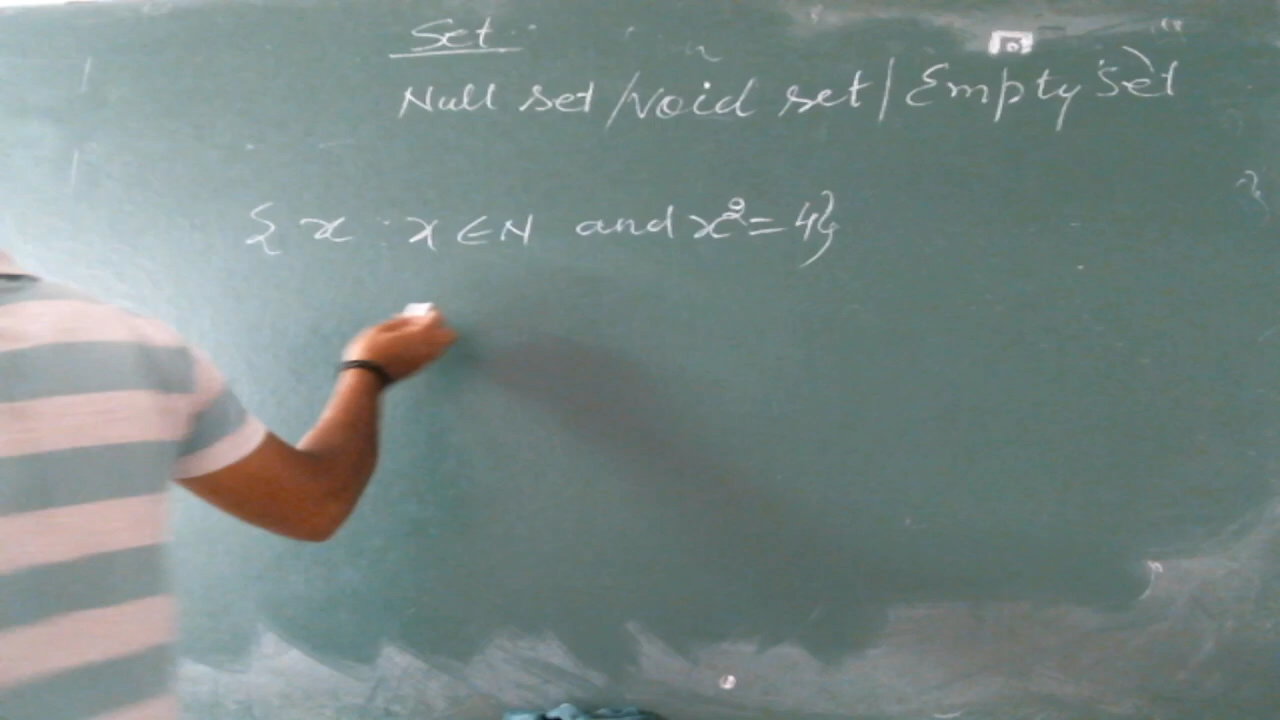 Set
Null set/Void set/Empty Set
{ x : x ∈ N and x² = 4}